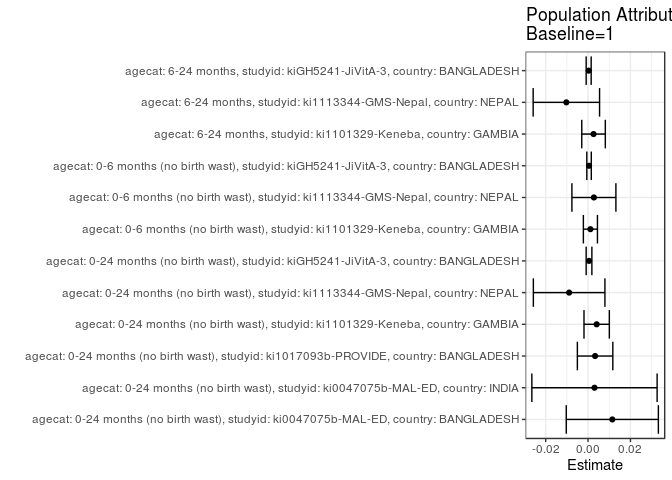 Population Attribut
Baseline=1
agecat: 6-24 months, studyid: kiGH5241-JiVitA-3, country: BANGLADESH
agecat: 6-24 months, studyid: ki1113344-GMS-Nepal, country: NEPAL
agecat: 6-24 months, studyid: ki1101329-Keneba, country: GAMBIA
agecat: 0-6 months (no birth wast), studyid: kiGH5241-JiVitA-3, country: BANGLADESH
agecat: 0-6 months (no birth wast), studyid: ki1113344-GMS-Nepal, country: NEPAL
agecat: 0-6 months (no birth wast), studyid: ki1101329-Keneba, country: GAMBIA
agecat: 0-24 months (no birth wast), studyid: kiGH5241-JiVitA-3, country: BANGLADESH
agecat: 0-24 months (no birth wast), studyid: ki1113344-GMS-Nepal, country: NEPAL
agecat: 0-24 months (no birth wast), studyid: ki1101329-Keneba, country: GAMBIA
agecat: 0-24 months (no birth wast), studyid: ki1017093b-PROVIDE, country: BANGLADESH
agecat: 0-24 months (no birth wast), studyid: ki0047075b-MAL-ED, country: INDIA
agecat: 0-24 months (no birth wast), studyid: ki0047075b-MAL-ED, country: BANGLADESH
-0.02 0.00 0.02
Estimate